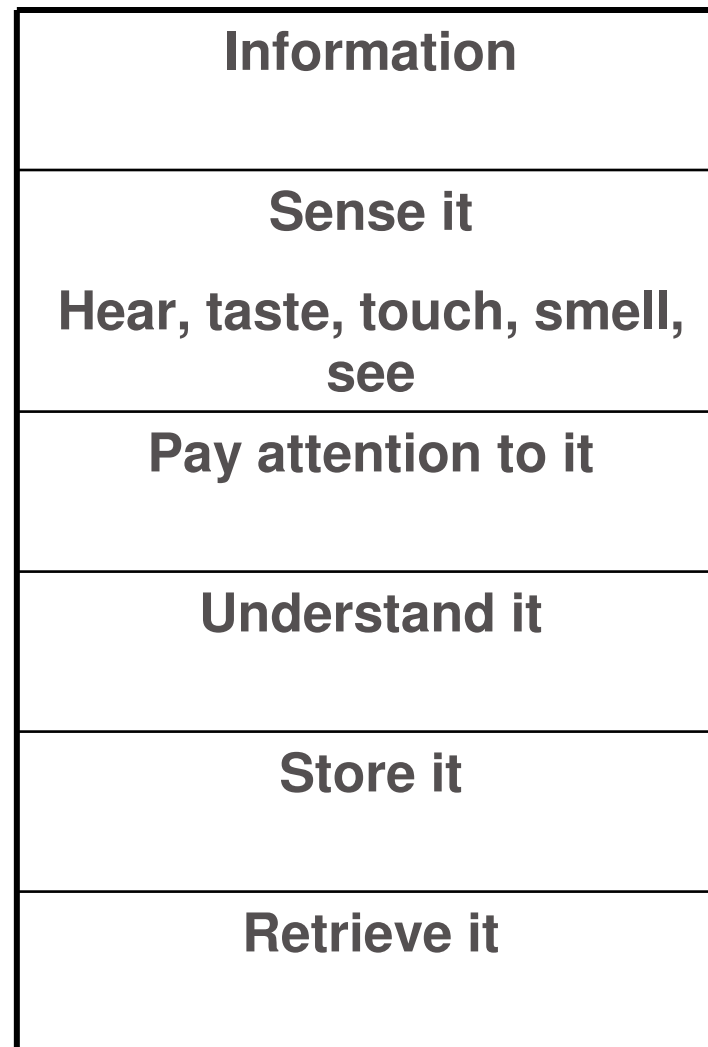 Information
Sense it
Hear, taste, touch, smell,
see
Pay attention to it
Understand it
Store it
Retrieve it